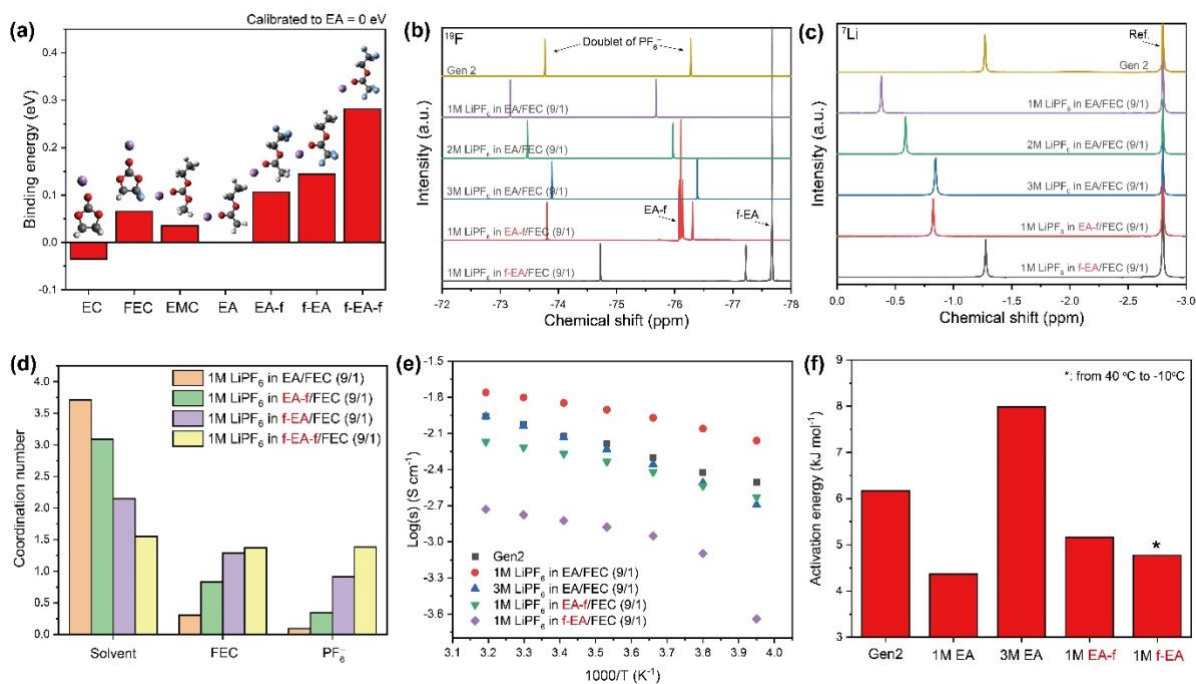 (a)
Calibrated to EA = 0 eV
Binding energy (eV)
0.4
0.3
0.2
0.1
0.0
-0.1
EC FEC EMC EA EA-f f-EA f-EA-f
(b)
¹⁹F
Doublet of PF₆⁻
Gen 2
1M LiPF₆ in EA/FEC (9/1)
2M LiPF₆ in EA/FEC (9/1)
3M LiPF₆ in EA/FEC (9/1)
EA-f
f-EA
1M LiPF₆ in EA-f/FEC (9/1)
1M LiPF₆ in f-EA/FEC (9/1)
Intensity (a.u.)
-72 -73 -74 -75 -76 -77 -78
Chemical shift (ppm)
(c)
⁷Li
Ref.
Gen 2
1M LiPF₆ in EA/FEC (9/1)
2M LiPF₆ in EA/FEC (9/1)
3M LiPF₆ in EA/FEC (9/1)
1M LiPF₆ in EA-f/FEC (9/1)
1M LiPF₆ in f-EA/FEC (9/1)
Intensity (a.u.)
0.0 -0.5 -1.0 -1.5 -2.0 -2.5 -3.0
Chemical shift (ppm)
(d)
1M LiPF₆ in EA/FEC (9/1)
1M LiPF₆ in EA-f/FEC (9/1)
1M LiPF₆ in f-EA/FEC (9/1)
1M LiPF₆ in f-EA-f/FEC (9/1)
Coordination number
4.0
3.5
3.0
2.5
2.0
1.5
1.0
0.5
0.0
Solvent FEC PF₆⁻
(e)
Log(s) (S cm⁻¹)
-1.5
-1.8
-2.1
-2.4
-2.7
-3.0
-3.3
-3.6
Gen2
1M LiPF₆ in EA/FEC (9/1)
3M LiPF₆ in EA/FEC (9/1)
1M LiPF₆ in EA-f/FEC (9/1)
1M LiPF₆ in f-EA/FEC (9/1)
3.1 3.2 3.3 3.4 3.5 3.6 3.7 3.8 3.9 4.0
1000/T (K⁻¹)
(f)
*: from 40 °C to -10°C
Activation energy (kJ mol⁻¹)
9
8
7
6
5
4
3
*
Gen2 1M EA 3M EA 1M EA-f 1M f-EA